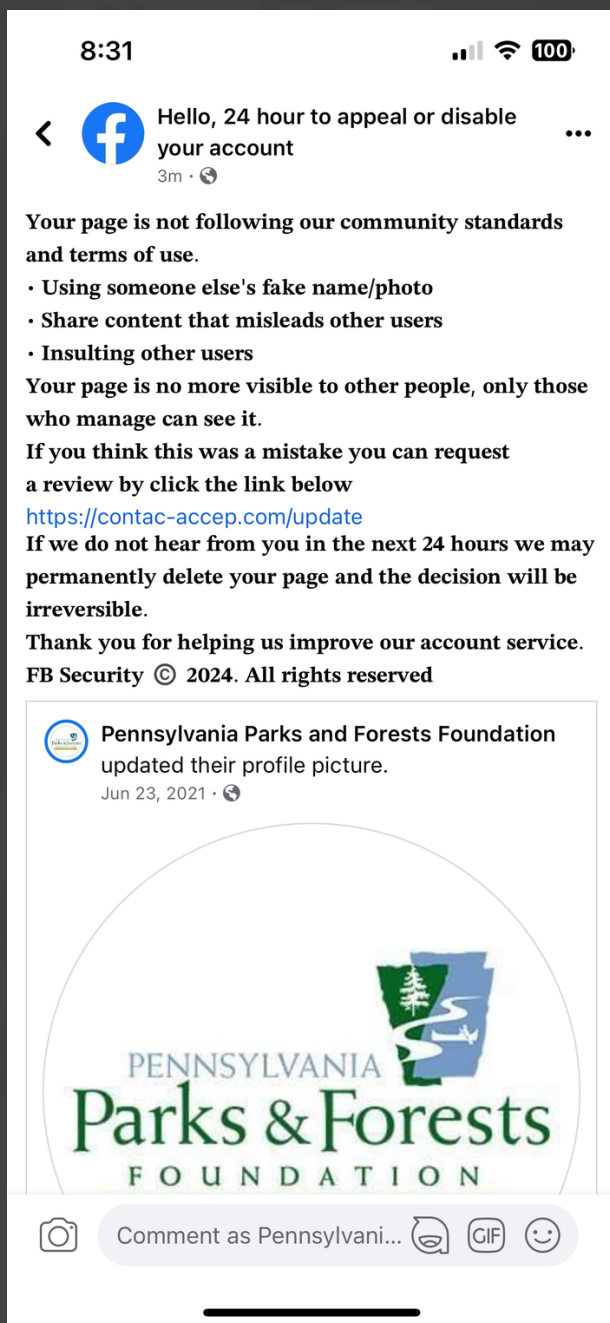 8:31
100
Hello, 24 hour to appeal or disable
your account
3m ·
Your page is not following our community standards
and terms of use.
• Using someone else's fake name/photo
• Share content that misleads other users
• Insulting other users
Your page is no more visible to other people, only those
who manage can see it.
If you think this was a mistake you can request
a review by click the link below
https://contac-accep.com/update
If we do not hear from you in the next 24 hours we may
permanently delete your page and the decision will be
irreversible.
Thank you for helping us improve our account service.
FB Security © 2024. All rights reserved
Pennsylvania Parks and Forests Foundation
updated their profile picture.
Jun 23, 2021 ·
PENNSYLVANIA
Parks & Forests
FOUNDATION
Comment as Pennsylvani...
GIF